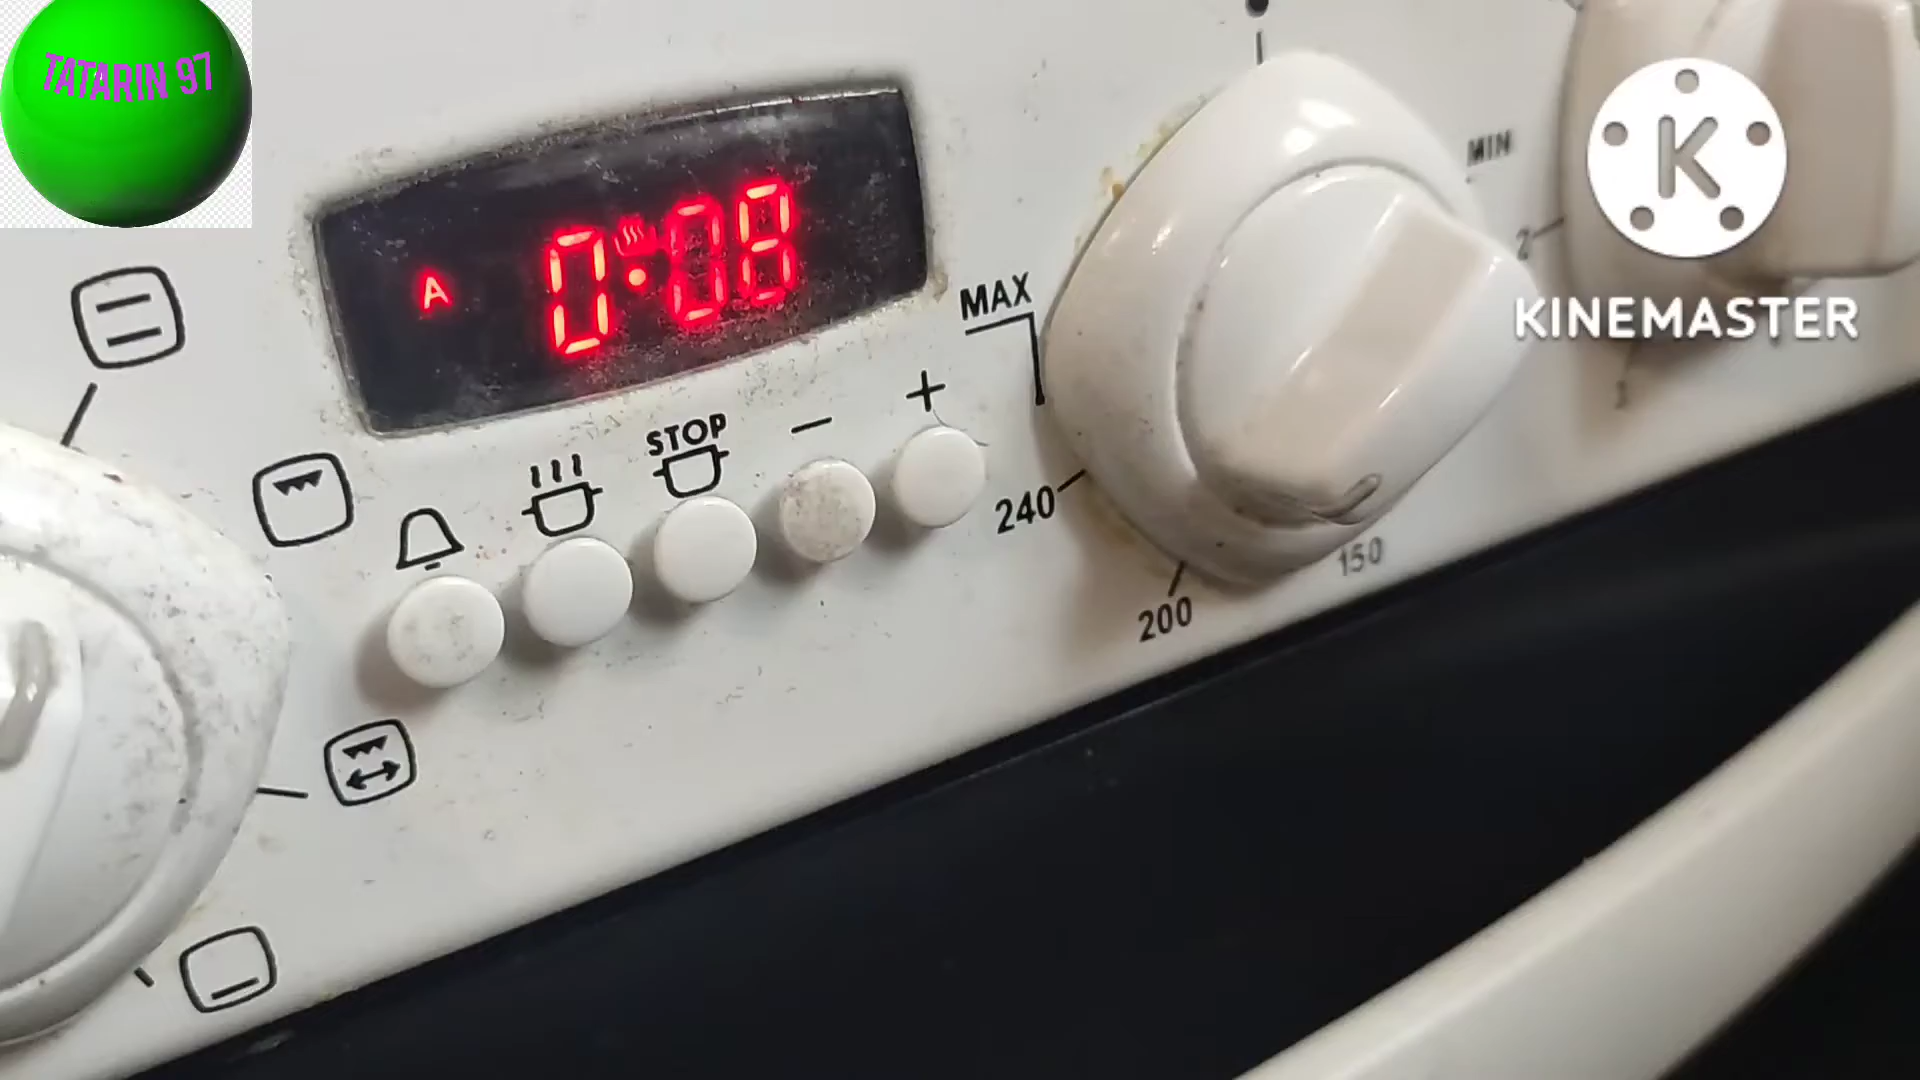 TATARIN 97
A 0:08
MIN
2
KINEMASTER
MAX
STOP
— +
240
150
200